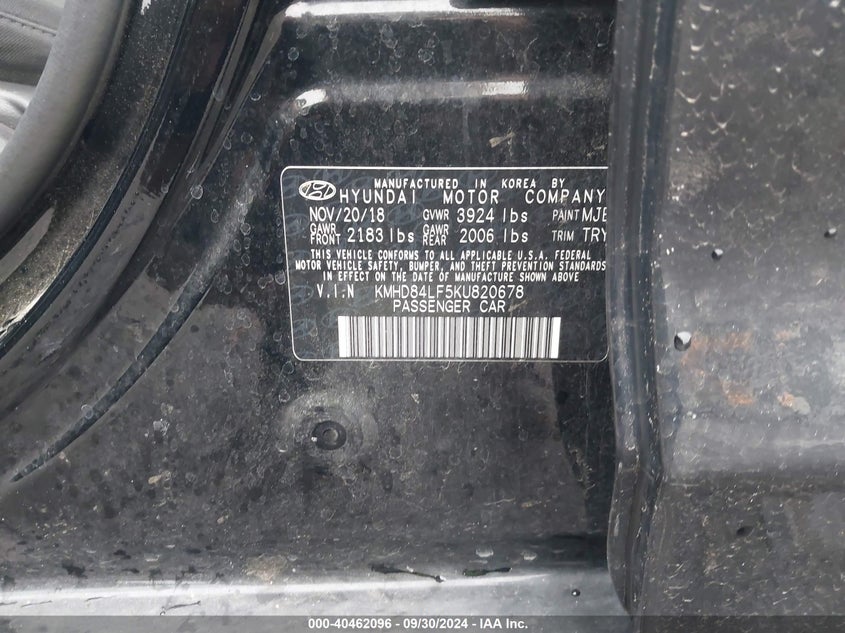 MANUFACTURED IN KOREA BY
HYUNDAI MOTOR COMPANY
NOV/20/18 GVWR 3924 lbs PAINT MJB
GAWR FRONT 2183 lbs GAWR REAR 2006 lbs TRIM TRY
THIS VEHICLE CONFORMS TO ALL APPLICABLE U.S.A. FEDERAL
MOTOR VEHICLE SAFETY, BUMPER, AND THEFT PREVENTION STANDARDS
IN EFFECT ON THE DATE OF MANUFACTURE SHOWN ABOVE
V.I.N KMHD84LF5KU820678
PASSENGER CAR
000-40462096 - 09/30/2024 - IAA Inc.